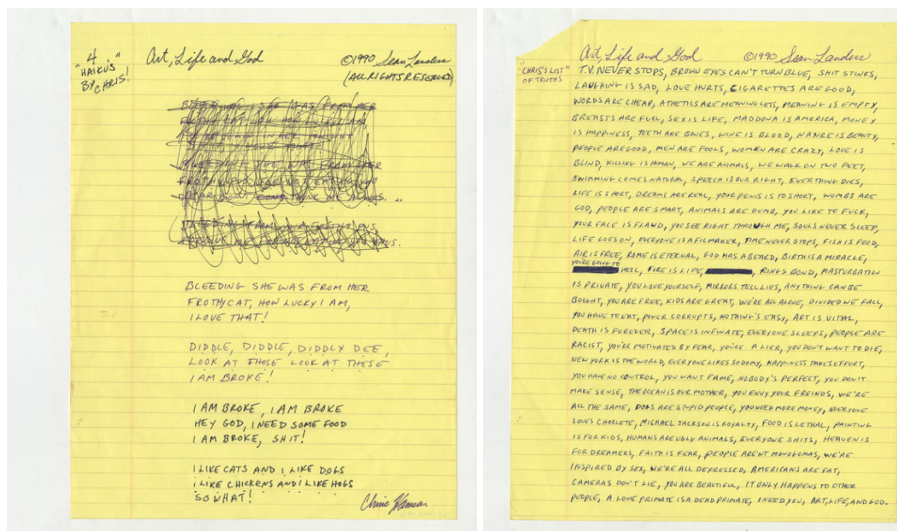 4
"HAIKU'S"
BY CHRIS!
Art, Life and God ©1990 Sean Landers
(ALL RIGHTS RESERVED)
BLEEDING SHE WAS FROM HER
FROTHY CAT, HOW LUCKY I AM,
I LOVE THAT!
DIDDLE, DIDDLE, DIDDLY DEE,
LOOK AT THOSE LOOK AT THESE
I AM BROKE!
I AM BROKE, I AM BROKE
HEY GOD, I NEED SOME FOOD
I AM BROKE, SHIT!
I LIKE CATS AND I LIKE DOGS
I LIKE CHICKENS AND I LIKE HOGS
SO WHAT!
Chris Hamson
"CHRIS'S LIST
OF TRUTHS"
Art, Life and God ©1990 Sean Landers
T.V. NEVER STOPS, BROWN EYES CAN'T TURN BLUE, SHIT STINKS,
LAUGHING IS SAD, LOVE HURTS, CIGARETTES ARE GOOD,
WORDS ARE CHEAP, ATHETICS ARE MEANINGLESS, MEANING IS EMPTY,
BREASTS ARE FUEL, SEX IS LIFE, MADDONA IS AMERICA, MONEY
IS HAPPINESS, TEETH ARE BONES, WINE IS BLOOD, NATURE IS BEAUTY,
PEOPLE ARE GOOD, MEN ARE FOOLS, WOMEN ARE CRAZY, LOVE IS
BLIND, KILLING IS HUMAN, WE ARE ANIMALS, WE WALK ON TWO FEET,
SWIMMING COMES NATURAL, SPEECH IS OUR RIGHT, EVERYTHING DIES,
LIFE IS SHORT, DREAMS ARE REAL, YOUR PENIS IS TO SHORT, WOMBS ARE
GOD, PEOPLE ARE SMART, ANIMALS ARE DUMB, YOU LIKE TO FUCK,
YOUR FACE IS FLAWD, YOU SEE RIGHT THROUGH ME, SOULS NEVER SLEEP,
LIFE GOES ON, EVERYONE IS A FILMAKER, TIME NEVER STOPS, FISH IS FOOD,
AIR IS FREE, ROME IS ETERNAL, GOD HAS A BEARD, BIRTH IS A MIRACLE,
YOU'RE GOING TO
HELL, FIRE IS LIFE, RINGS BOND, MASTURBATION
IS PRIVATE, YOU LOVE YOURSELF, MIRRORS TELL LIES, ANYTHING CAN BE
BOUGHT, YOU ARE FREE, KIDS ARE GREAT, WE'RE ALL ALONE, DIVIDED WE FALL,
YOU HAVE TO EAT, POWER CORRUPTS, NOTHING'S EASY, ART IS VITAL,
DEATH IS FOREVER, SPACE IS INFINATE, EVERYONE SLEEPS, PEOPLE ARE
RACIST, YOU'RE MOTIVATED BY FEAR, YOU'RE A LIER, YOU DON'T WANT TO DIE,
NEW YORK IS THE WORLD, EVERYONE LIKES SODOMY, HAPPINESS TAKES EFFORT,
YOU HAVE NO CONTROL, YOU WANT FAME, NOBODY'S PERFECT, YOU DON'T
MAKE SENSE, THE OCEAN IS OUR MOTHER, YOU ENVY YOUR FREINDS, WE'RE
ALL THE SAME, DOGS ARE STUPID PEOPLE, YOU NEED MORE MONEY, EVERYONE
LOVES CHOCLETE, MICHAEL JACKSON IS ROYALTY, FOOD IS LETHAL, PAINTING
IS FOR KIDS, HUMANS ARE UGLY ANIMALS, EVERYONE SHITS, HEAVEN IS
FOR DREAMERS, FAITH IS FEAR, PEOPLE AREN'T MONOGOMAS, WE'RE
INSPIRED BY SEX, WE'RE ALL DEPRESSED, AMERICANS ARE FAT,
CAMERAS DON'T LIE, YOU ARE BEAUTIFUL, IT ONLY HAPPENS TO OTHER
PEOPLE, A LONE PRIMATE IS A DEAD PRIMATE, I NEED YOU, ART, LIFE, AND GOD.